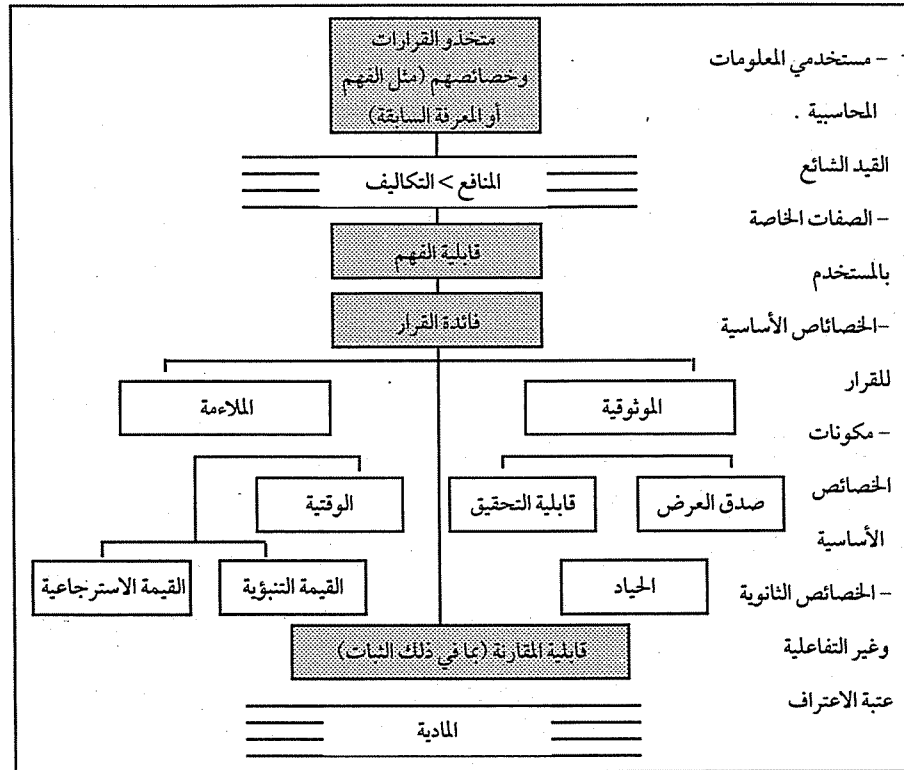 متخذو القرارات
وخصائصهم (مثل الفهم
أو المعرفة السابقة)
– مستخدمي المعلومات
المحاسبية .
المنافع > التكاليف
القيد الشائع
– الصفات الخاصة
بالمستخدم
قابلية الفهم
فائدة القرار
–الخصائاص الأساسية
للقرار
الموثوقية
الملاءمة
– مكونات
الخصائص
الأساسية
صدق العرض
قابلية التحقيق
الوقتية
الحياد
القيمة التنبؤية
القيمة الاسترجاعية
– الخصائص الثانوية
وغير التفاعلية
قابلية المقارنة (بما في ذلك الثبات)
عتبة الاعتراف
المادية